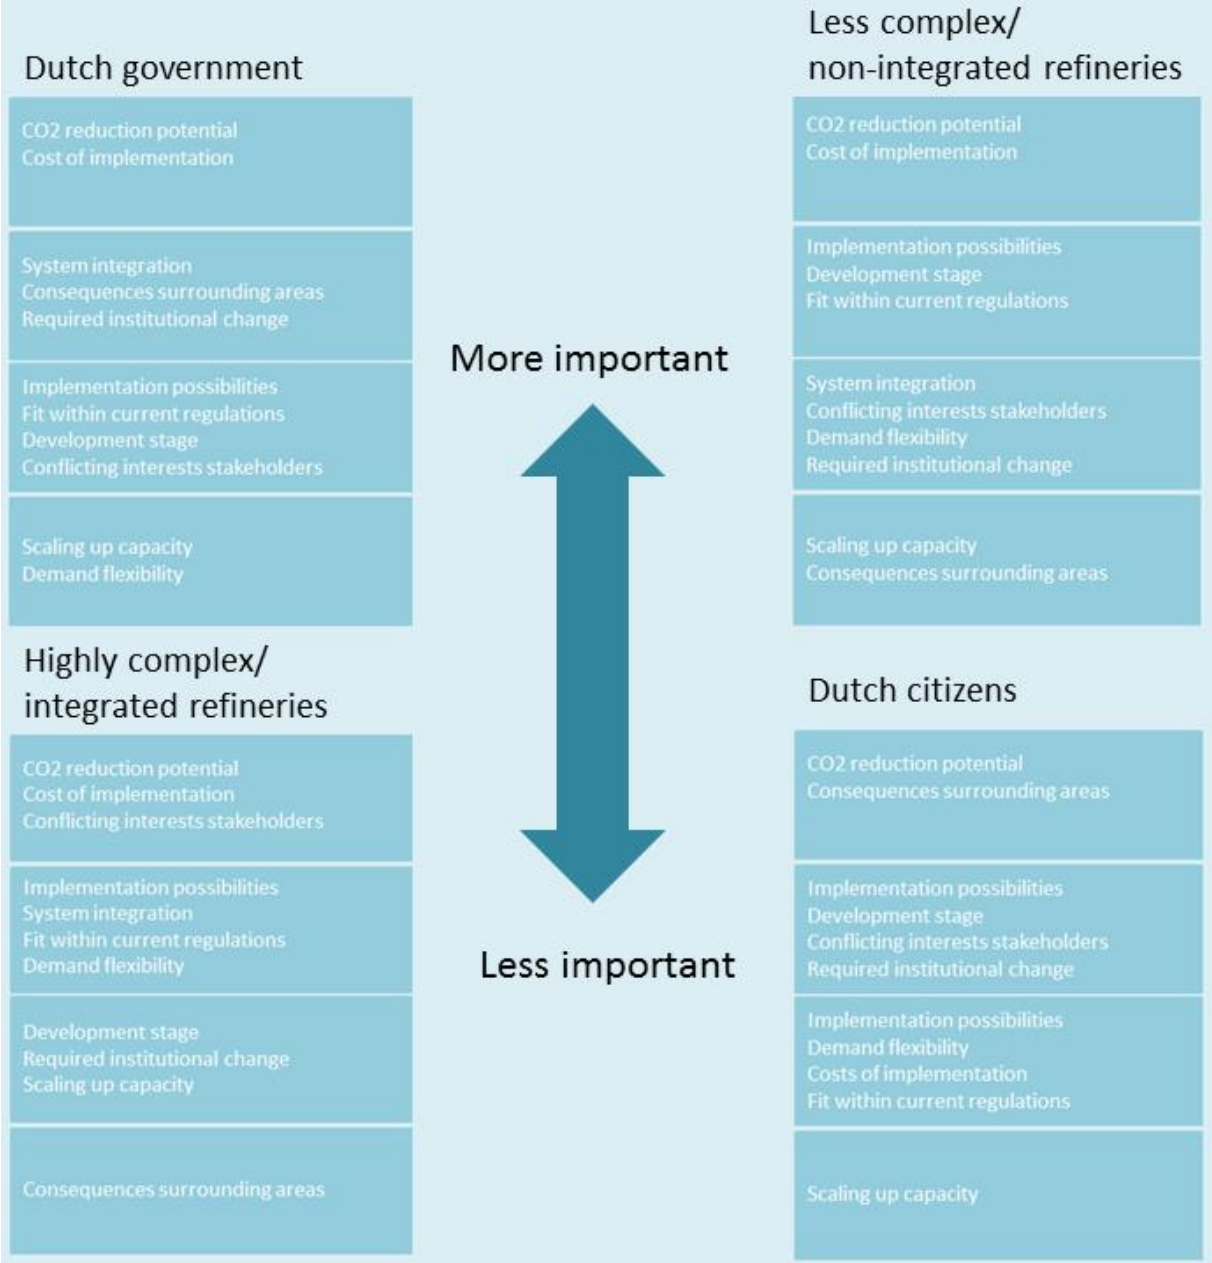 Dutch government
CO2 reduction potential
Cost of implementation
System integration
Consequences surrounding areas
Required institutional change
Implementation possibilities
Fit within current regulations
Development stage
Conflicting interests stakeholders
Scaling up capacity
Demand flexibility
Less complex/
non-integrated refineries
CO2 reduction potential
Cost of implementation
Implementation possibilities
Development stage
Fit within current regulations
System integration
Conflicting interests stakeholders
Demand flexibility
Required institutional change
Scaling up capacity
Consequences surrounding areas
More important
Less important
Highly complex/
integrated refineries
CO2 reduction potential
Cost of implementation
Conflicting interests stakeholders
Implementation possibilities
System integration
Fit within current regulations
Demand flexibility
Development stage
Required institutional change
Scaling up capacity
Consequences surrounding areas
Dutch citizens
CO2 reduction potential
Consequences surrounding areas
Implementation possibilities
Development stage
Conflicting interests stakeholders
Required institutional change
Implementation possibilities
Demand flexibility
Costs of implementation
Fit within current regulations
Scaling up capacity